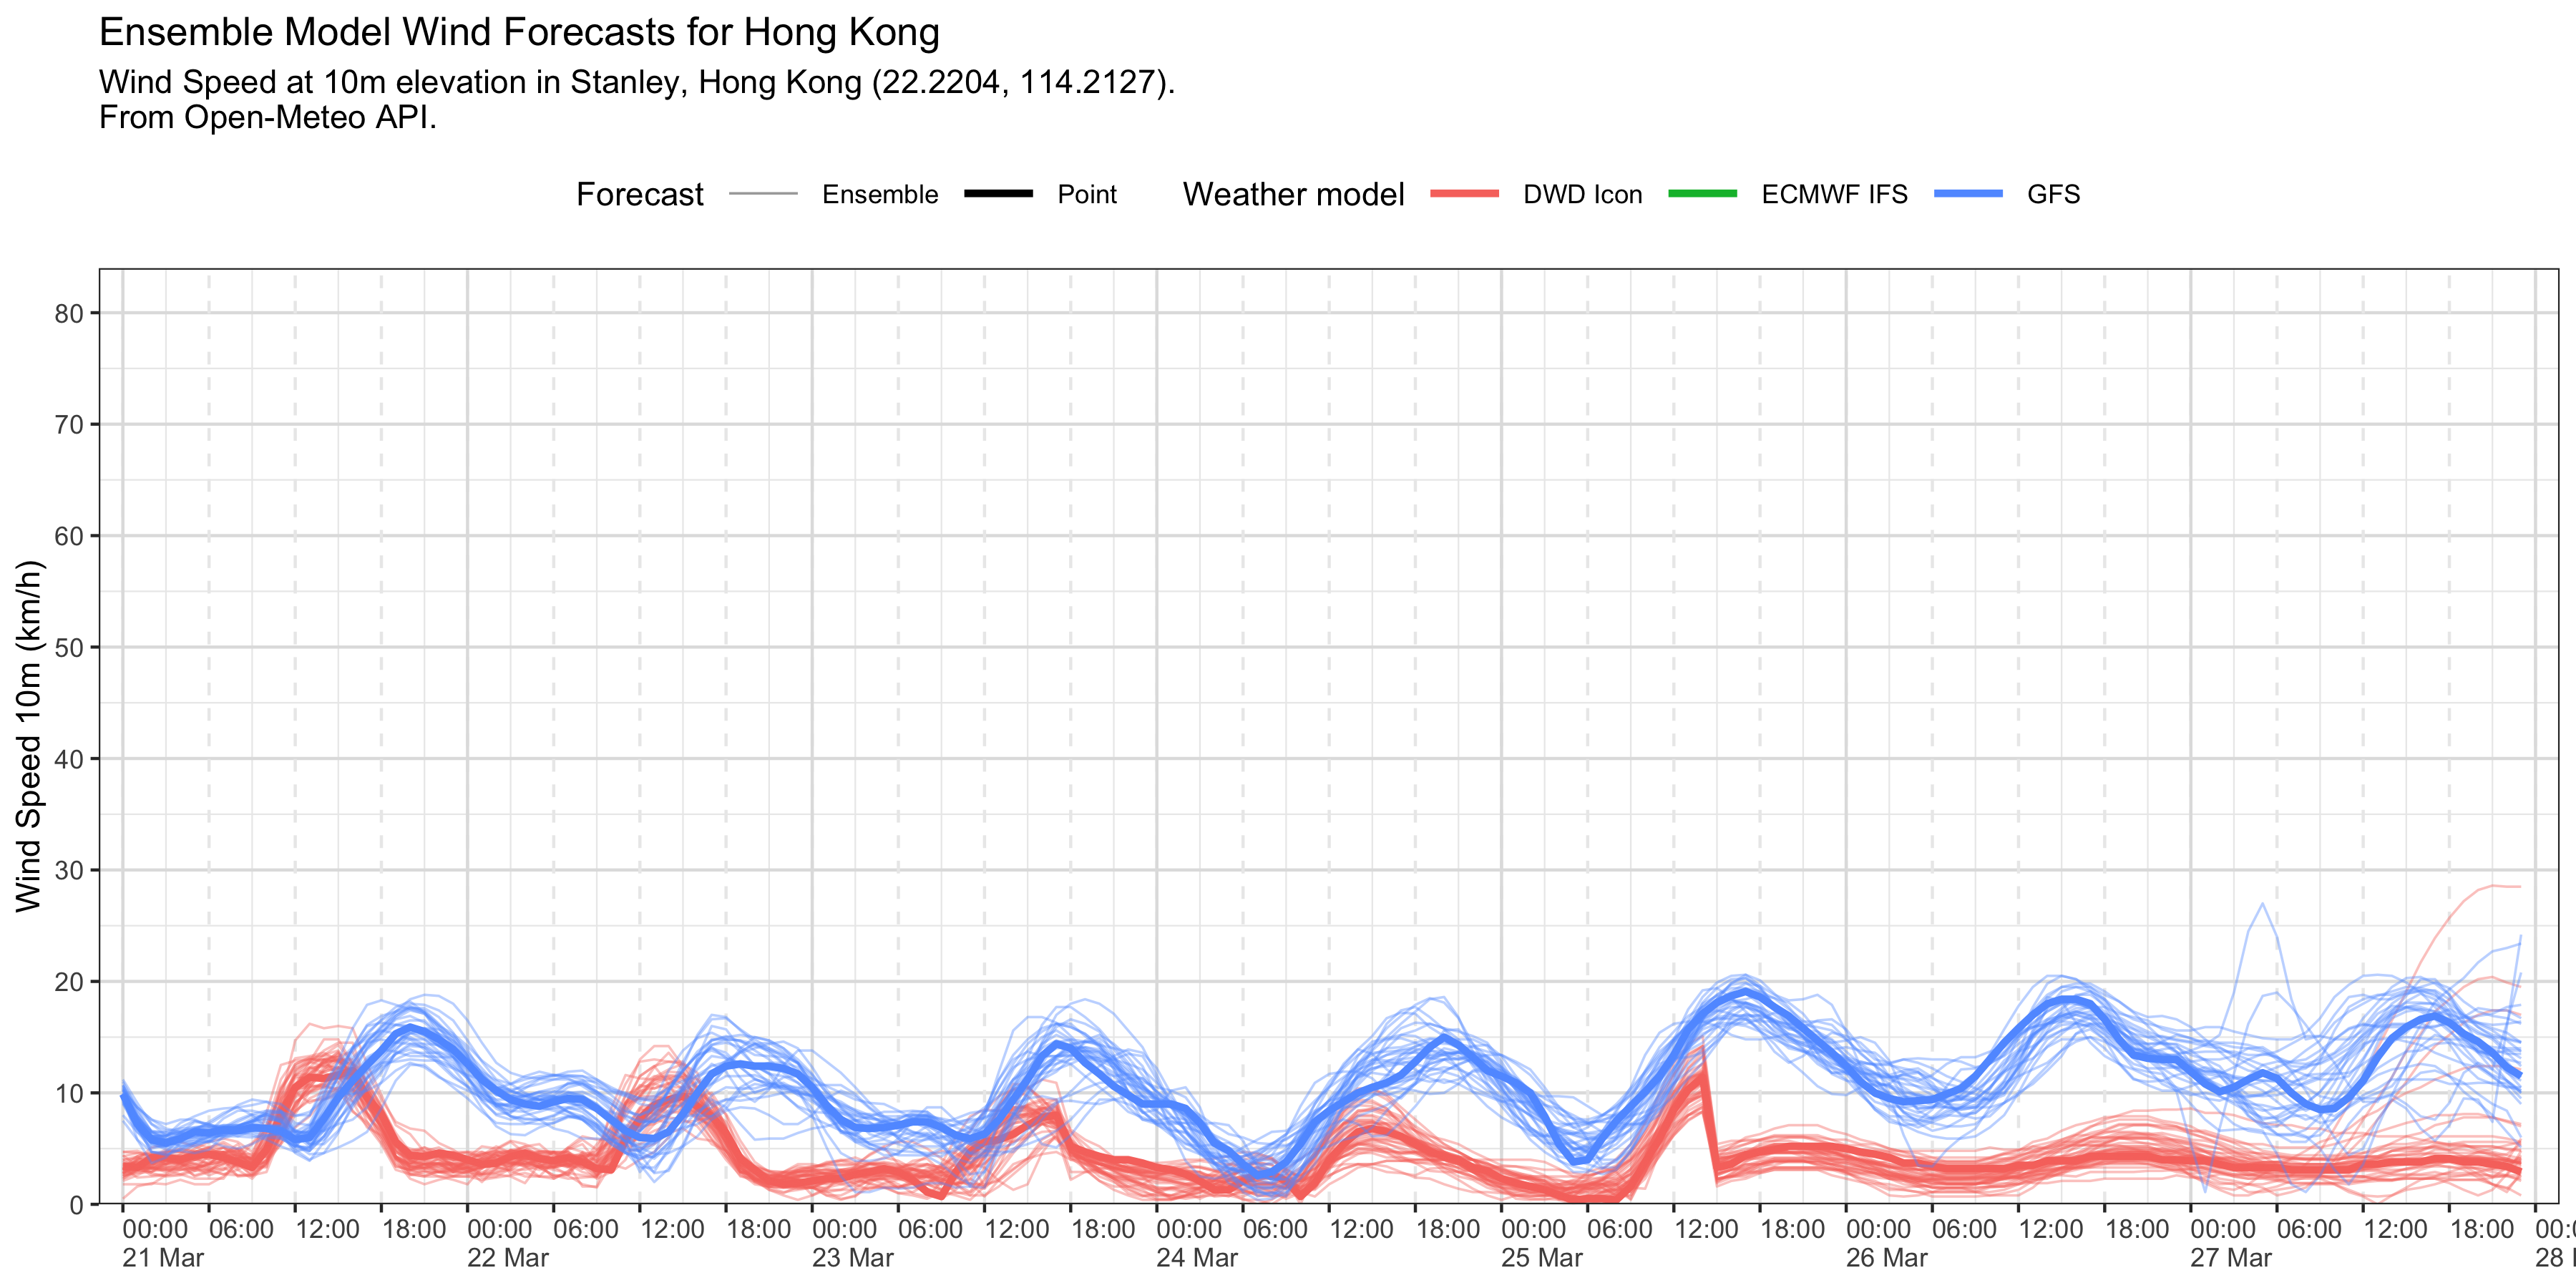 Ensemble Model Wind Forecasts for Hong Kong
Wind Speed at 10m elevation in Stanley, Hong Kong (22.2204, 114.2127).
From Open-Meteo API.
Forecast Ensemble Point Weather model DWD Icon ECMWF IFS GFS
Wind Speed 10m (km/h)
80
70
60
50
40
30
20
10
0
00:00 06:00 12:00 18:00 00:00 06:00 12:00 18:00 00:00 06:00 12:00 18:00 00:00 06:00 12:00 18:00 00:00 06:00 12:00 18:00 00:00 06:00 12:00 18:00 00:00 06:00 12:00 18:00
21 Mar 22 Mar 23 Mar 24 Mar 25 Mar 26 Mar 27 Mar 28